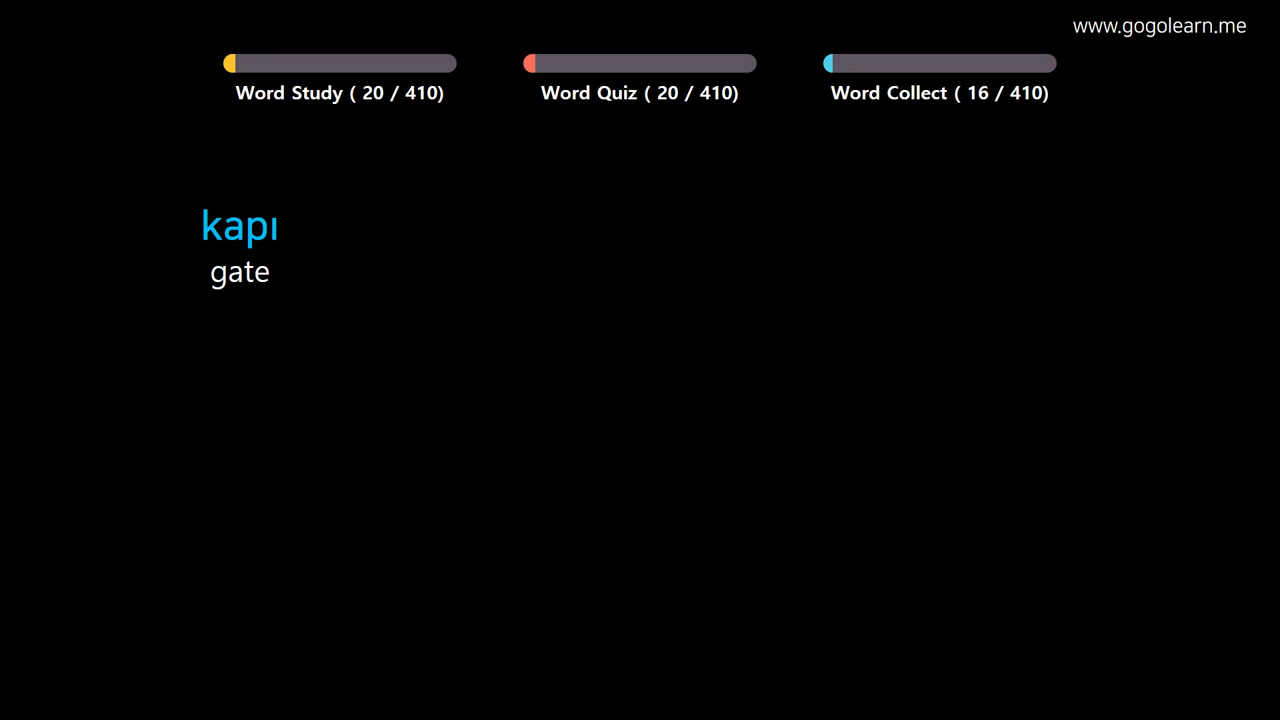 www.gogolearn.me
Word Study ( 20 / 410)
Word Quiz ( 20 / 410)
Word Collect ( 16 / 410)
kapı
gate